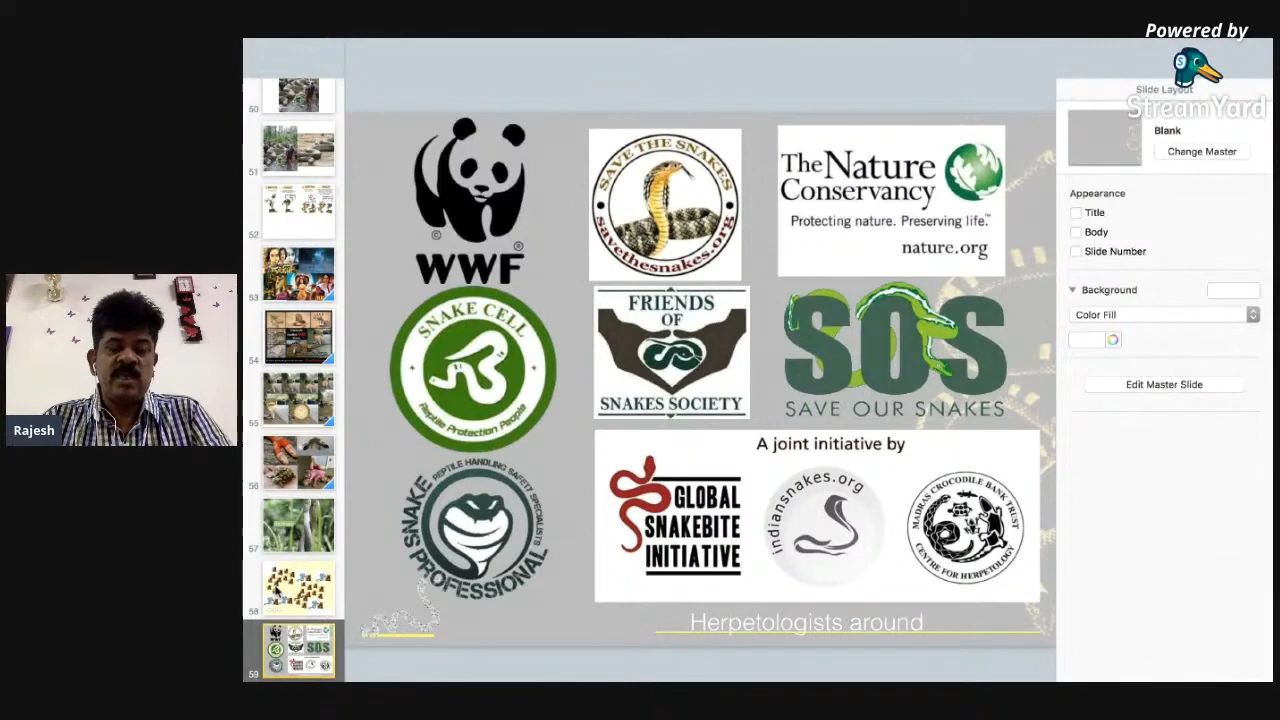 Powered by
StreamYard
Slide Layout
Blank
Change Master
Appearance
Title
Body
Slide Number
Background
Color Fill
Edit Master Slide
50
51
52
53
54
55
56
57
58
59
Rajesh
© WWF ®
SAVE THE SNAKES
savethesnakes.org
The Nature
Conservancy
Protecting nature. Preserving life.™
nature.org
SNAKE CELL
Reptile Protection People
FRIENDS
OF
SNAKES SOCIETY
SOS
SAVE OUR SNAKES
SNAKE PROFESSIONALS
REPTILE HANDLING SAFETY SPECIALISTS
A joint initiative by
GLOBAL
SNAKEBITE
INITIATIVE
indiansnakes.org
MADRAS CROCODILE BANK TRUST
CENTRE FOR HERPETOLOGY
Herpetologists around